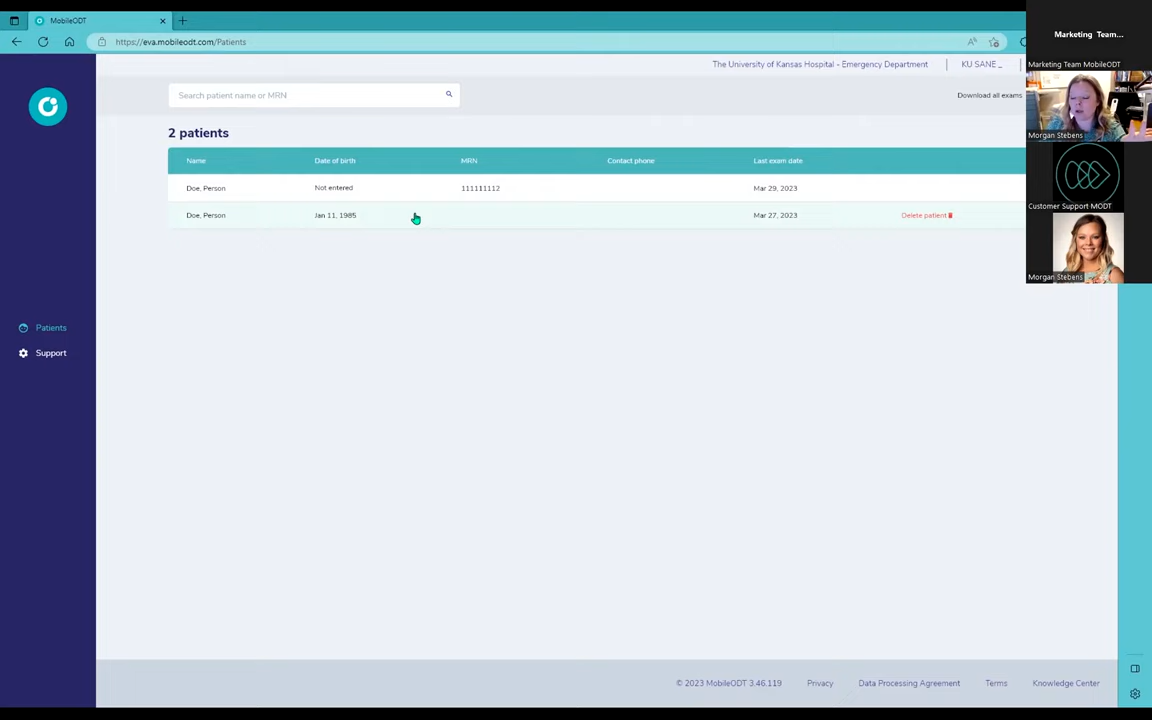 MobileODT
https://eva.mobileodt.com/Patients
Marketing Team...
Marketing Team MobileODT
The University of Kansas Hospital - Emergency Department
KU SANE _
Search patient name or MRN
Download all exams
Morgan Stebens
2 patients
Name Date of birth MRN Contact phone Last exam date
Doe, Person Not entered 111111112 Mar 29, 2023
Customer Support MODT
Doe, Person Jan 11, 1985 Mar 27, 2023 Delete patient
Morgan Stebens
Patients
Support
© 2023 MobileODT 3.46.119 Privacy Data Processing Agreement Terms Knowledge Center